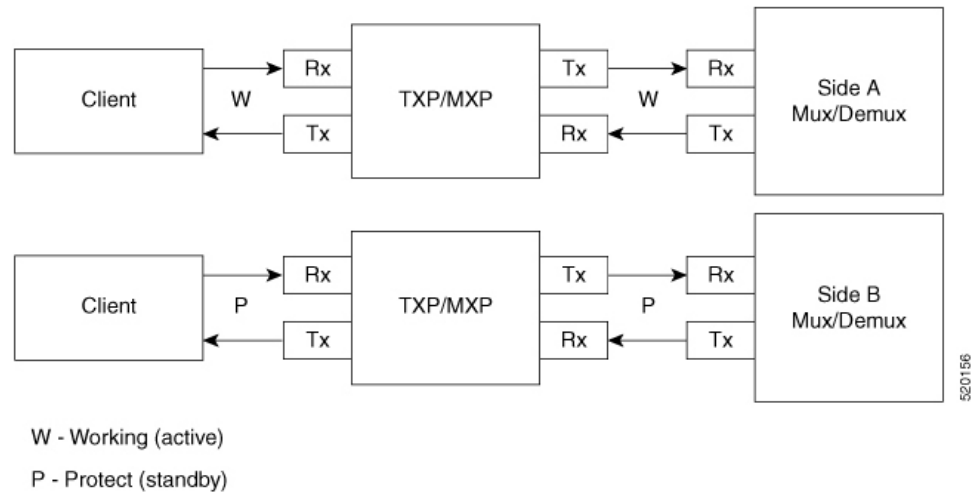 Client
W
Rx
Tx
TXP/MXP
Tx
Rx
W
Rx
Tx
Side A
Mux/Demux
Client
P
Rx
Tx
TXP/MXP
Tx
Rx
P
Rx
Tx
Side B
Mux/Demux
520156
W - Working (active)
P - Protect (standby)